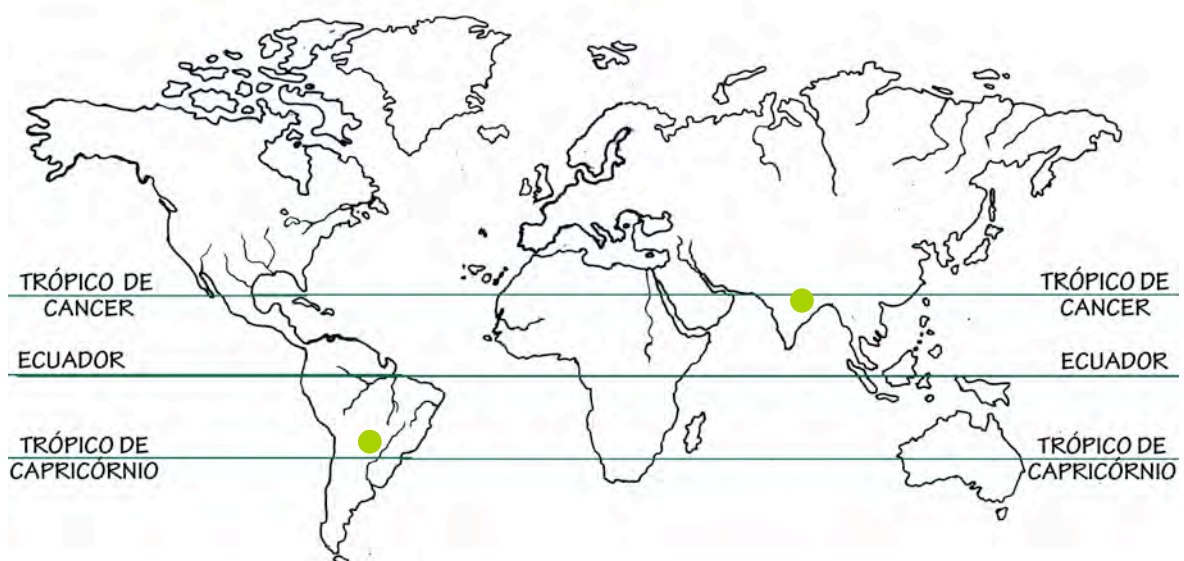 TRÓPICO DE
CANCER
TRÓPICO DE
CANCER
ECUADOR
ECUADOR
TRÓPICO DE
CAPRICÓRNIO
TRÓPICO DE
CAPRICÓRNIO